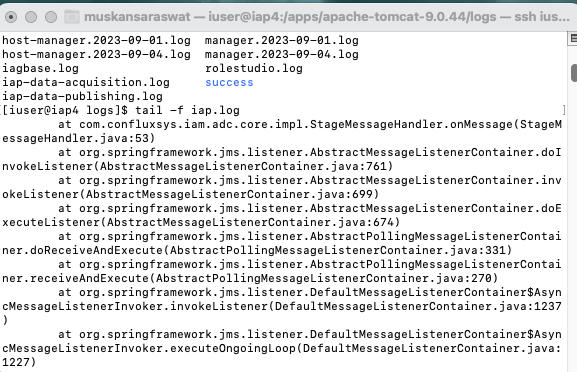 muskansaraswat — iuser@iap4:/apps/apache-tomcat-9.0.44/logs — ssh ius...
host-manager.2023-09-01.log  manager.2023-09-01.log
host-manager.2023-09-04.log  manager.2023-09-04.log
iagbase.log                  rolestudio.log
iap-data-acquisition.log     success
iap-data-publishing.log
[[iuser@iap4 logs]$ tail -f iap.log ]
        at com.confluxsys.iam.adc.core.impl.StageMessageHandler.onMessage(StageM
essageHandler.java:53)
        at org.springframework.jms.listener.AbstractMessageListenerContainer.doI
nvokeListener(AbstractMessageListenerContainer.java:761)
        at org.springframework.jms.listener.AbstractMessageListenerContainer.inv
okeListener(AbstractMessageListenerContainer.java:699)
        at org.springframework.jms.listener.AbstractMessageListenerContainer.doE
xecuteListener(AbstractMessageListenerContainer.java:674)
        at org.springframework.jms.listener.AbstractPollingMessageListenerContai
ner.doReceiveAndExecute(AbstractPollingMessageListenerContainer.java:331)
        at org.springframework.jms.listener.AbstractPollingMessageListenerContai
ner.receiveAndExecute(AbstractPollingMessageListenerContainer.java:270)
        at org.springframework.jms.listener.DefaultMessageListenerContainer$Asyn
cMessageListenerInvoker.invokeListener(DefaultMessageListenerContainer.java:1237
)
        at org.springframework.jms.listener.DefaultMessageListenerContainer$Asyn
cMessageListenerInvoker.executeOngoingLoop(DefaultMessageListenerContainer.java:
1227)